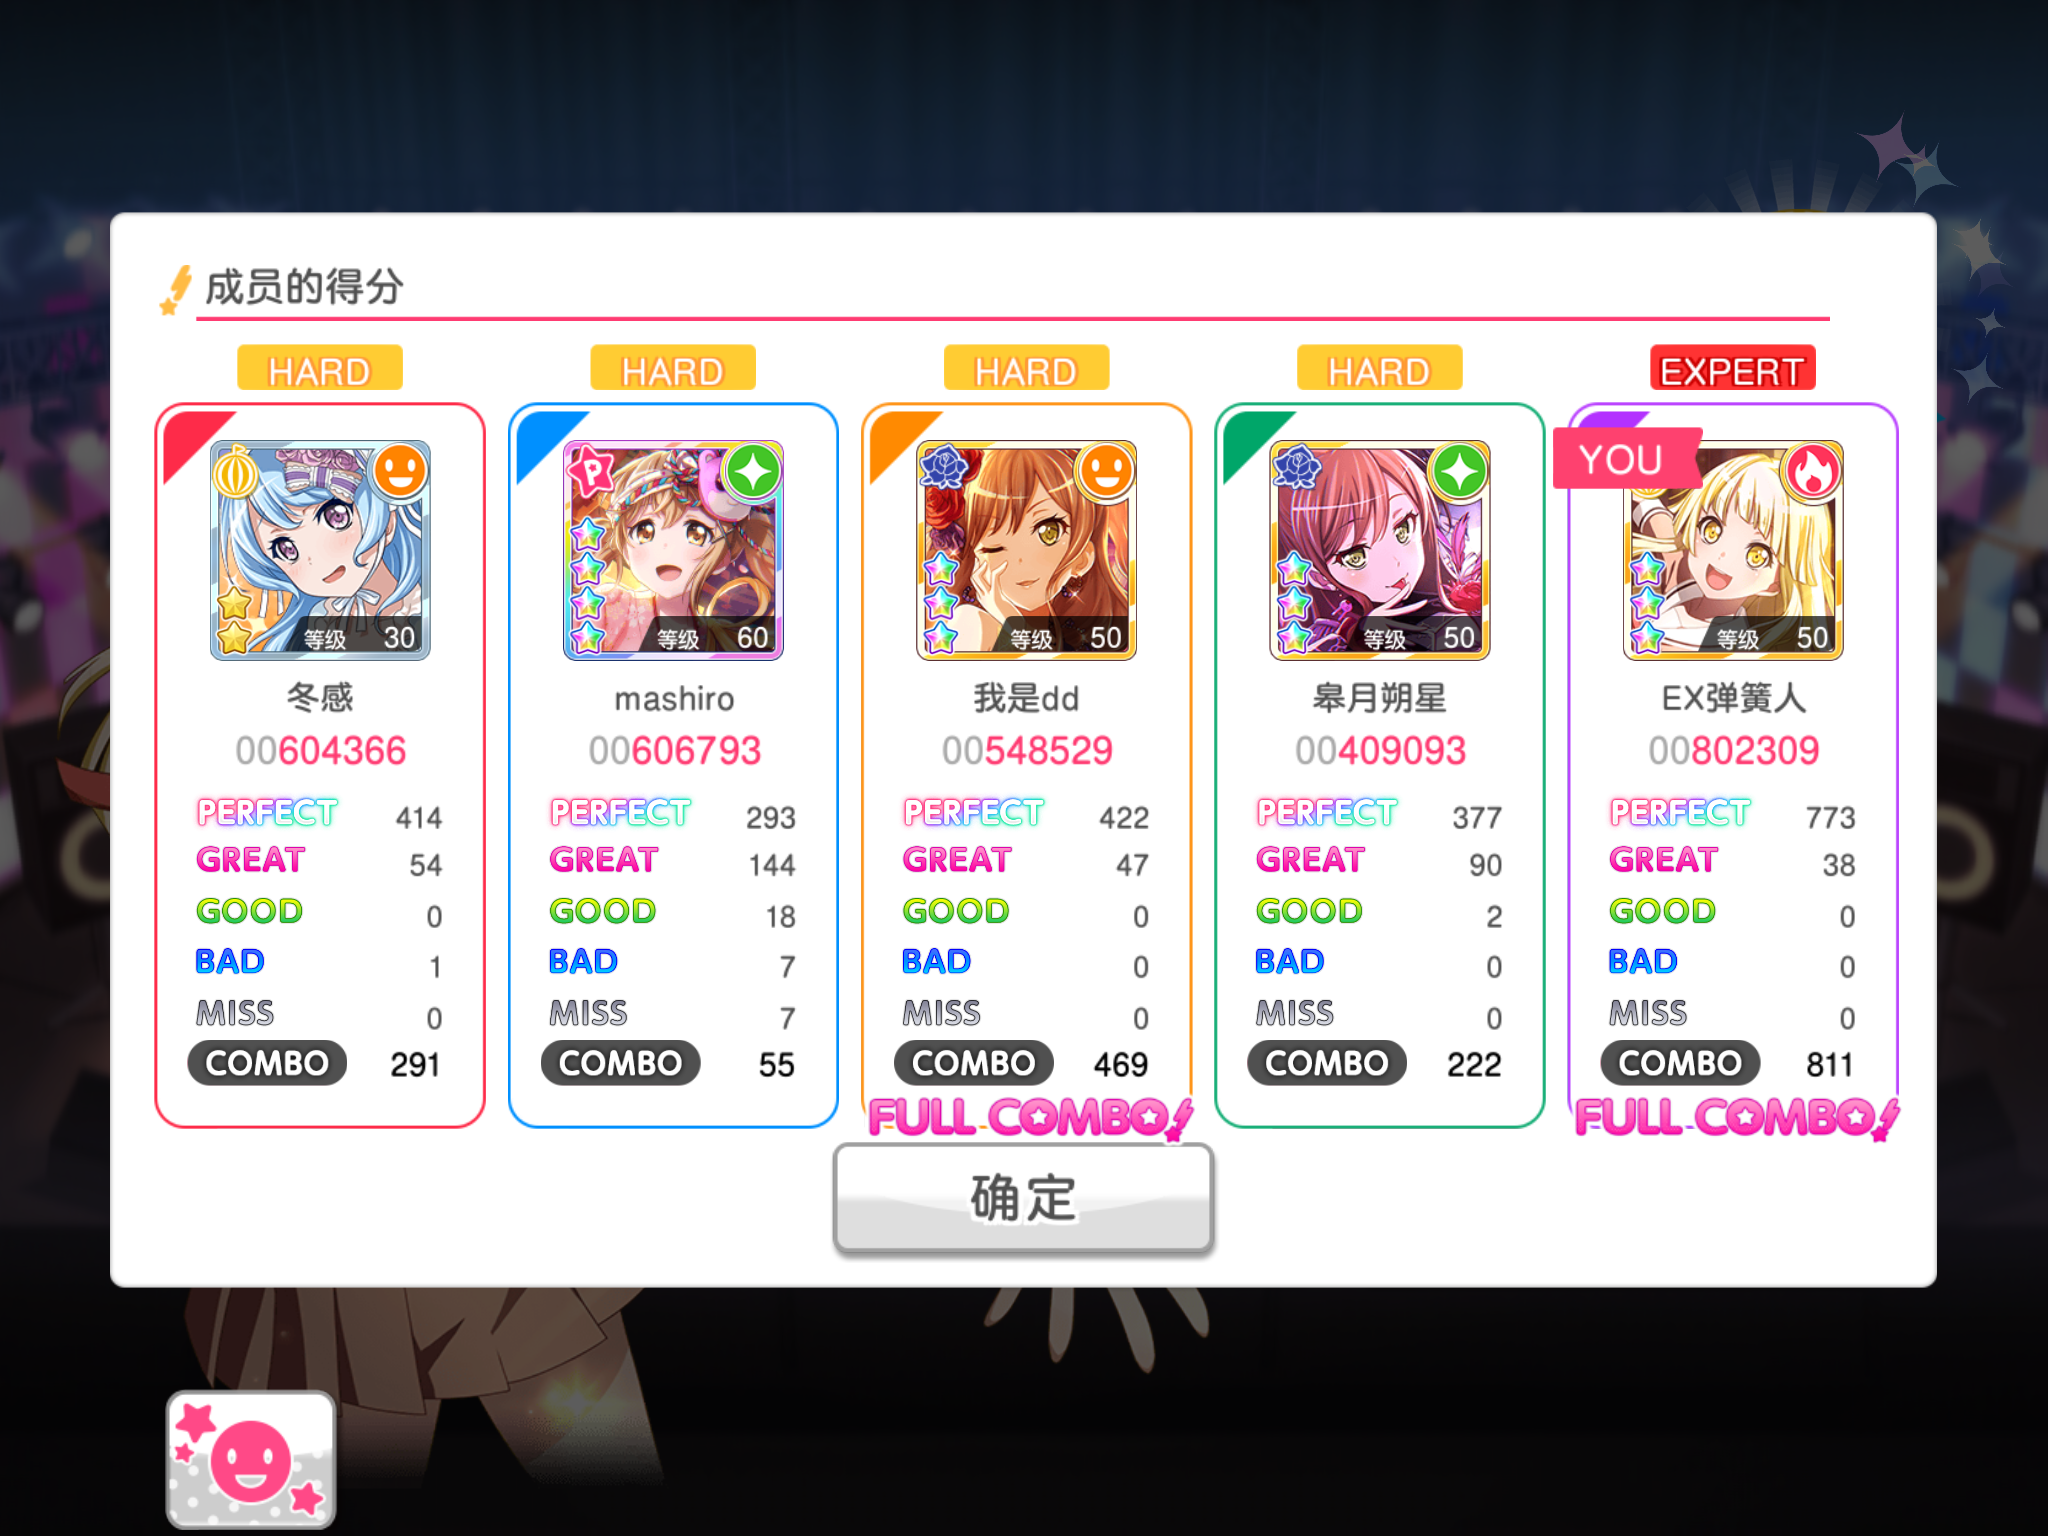 成员的得分
HARD
HARD
HARD
HARD
EXPERT
YOU
等级 30
等级 60
等级 50
等级 50
等级 50
冬感
mashiro
我是dd
皋月朔星
EX弹簧人
00604366
00606793
00548529
00409093
00802309
PERFECT 414
GREAT 54
GOOD 0
BAD 1
MISS 0
COMBO 291
PERFECT 293
GREAT 144
GOOD 18
BAD 7
MISS 7
COMBO 55
PERFECT 422
GREAT 47
GOOD 0
BAD 0
MISS 0
COMBO 469
FULL COMBO!
PERFECT 377
GREAT 90
GOOD 2
BAD 0
MISS 0
COMBO 222
PERFECT 773
GREAT 38
GOOD 0
BAD 0
MISS 0
COMBO 811
FULL COMBO!
确定